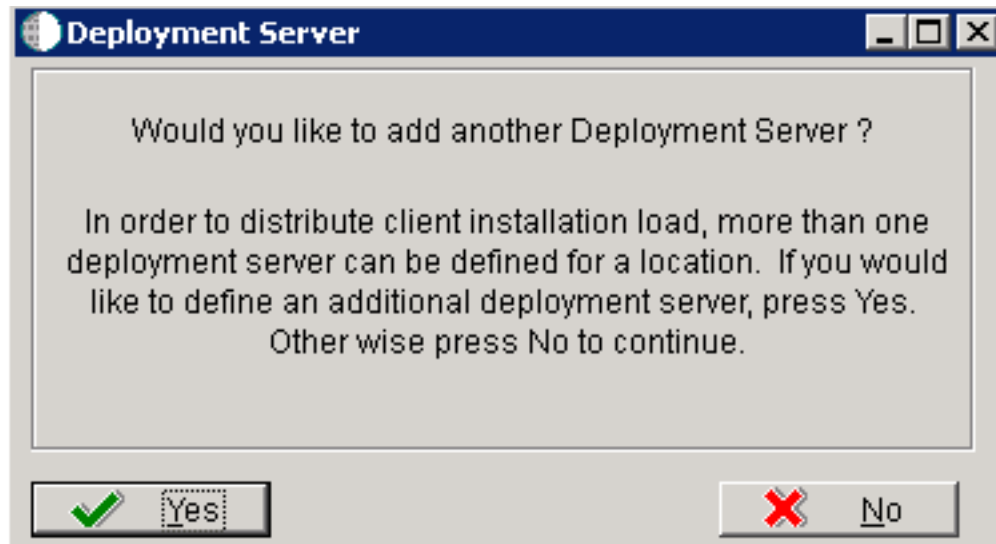 Deployment Server
Would you like to add another Deployment Server ?
In order to distribute client installation load, more than one
deployment server can be defined for a location.  If you would
like to define an additional deployment server, press Yes.
Other wise press No to continue.
Yes
No